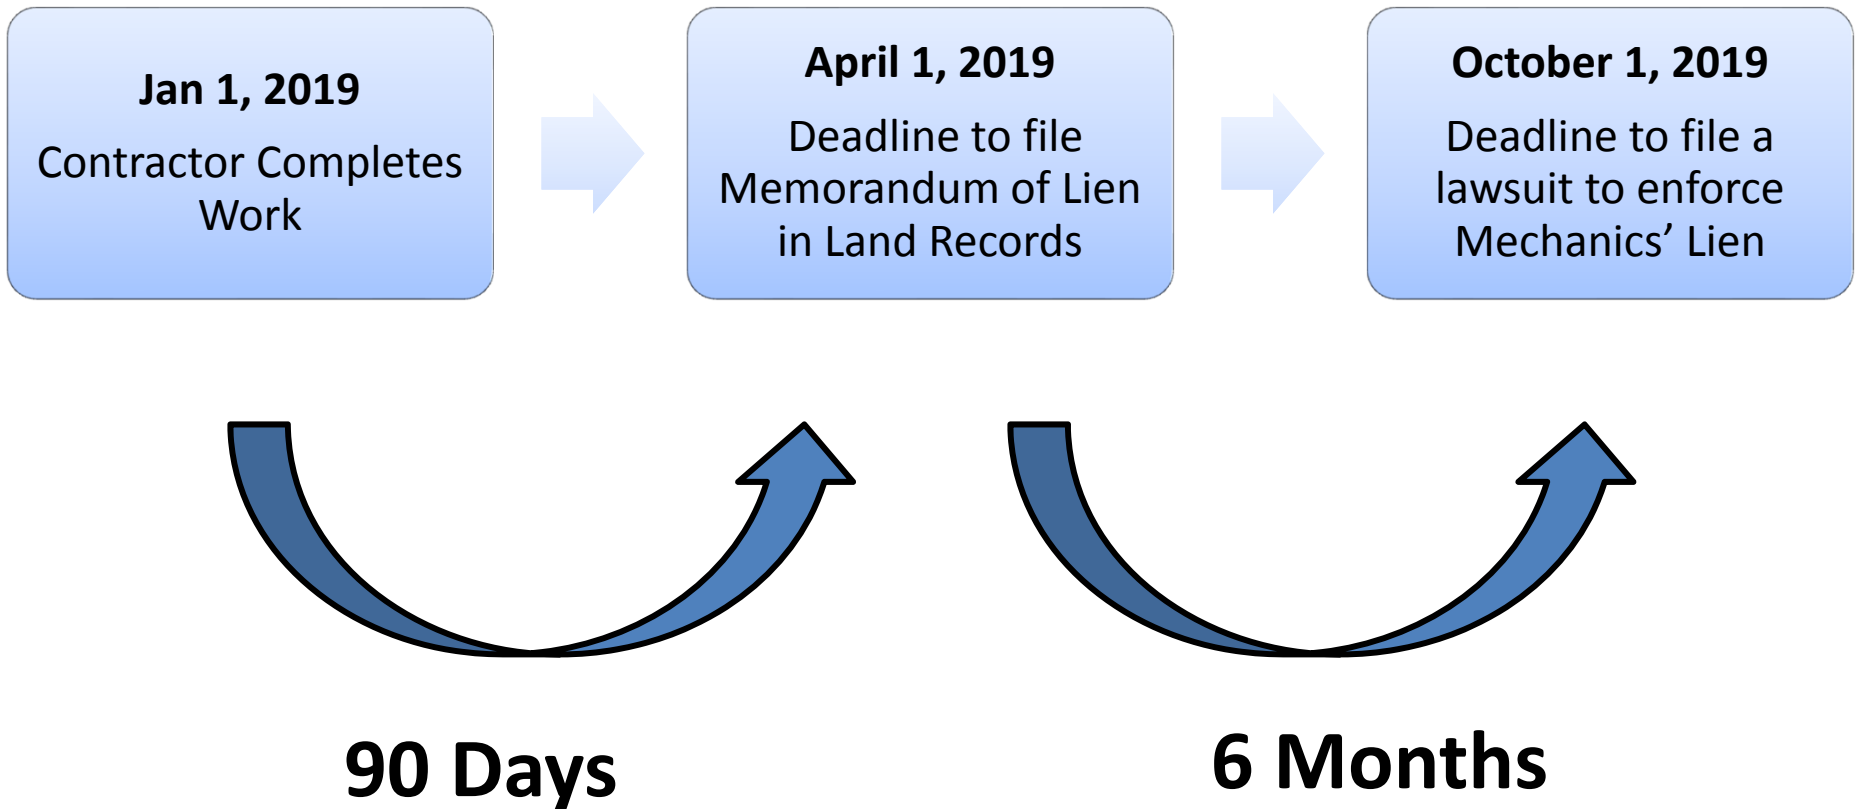 Jan 1, 2019
Contractor Completes
Work
April 1, 2019
Deadline to file
Memorandum of Lien
in Land Records
October 1, 2019
Deadline to file a
lawsuit to enforce
Mechanics’ Lien
90 Days
6 Months